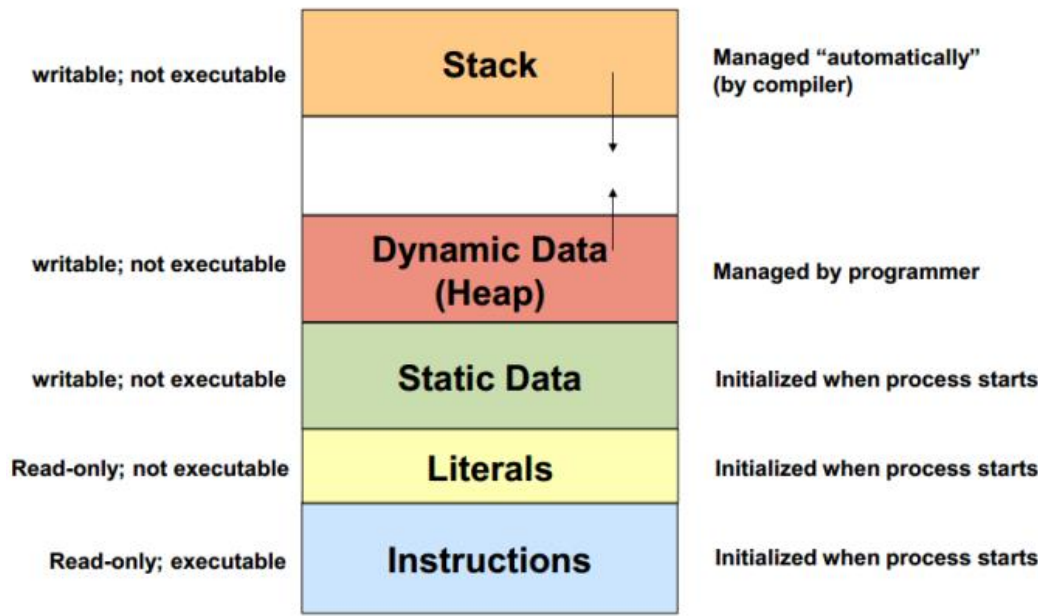 writable; not executable
Stack
Managed “automatically”
(by compiler)
writable; not executable
Dynamic Data
(Heap)
Managed by programmer
writable; not executable
Static Data
Initialized when process starts
Read-only; not executable
Literals
Initialized when process starts
Read-only; executable
Instructions
Initialized when process starts